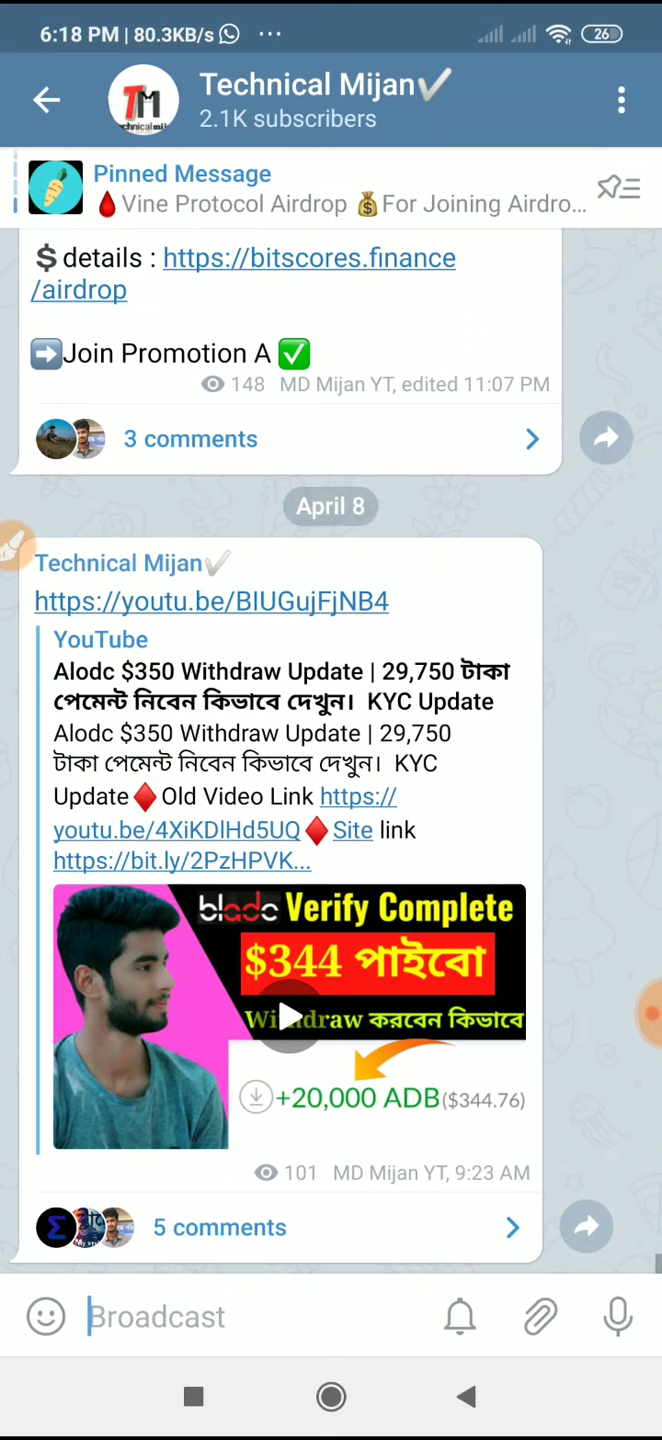 6:18 PM | 80.3KB/s ...
26
TM
Technical Mijan✔️
2.1K subscribers
Pinned Message
🩸Vine Protocol Airdrop 💰For Joining Airdro...
💲details : https://bitscores.finance
/airdrop
➡️Join Promotion A ✅
148 MD Mijan YT, edited 11:07 PM
3 comments
April 8
Technical Mijan✔️
https://youtu.be/BIUGujFjNB4
YouTube
Alodc $350 Withdraw Update | 29,750 টাকা
পেমেন্ট নিবেন কিভাবে দেখুন। KYC Update
Alodc $350 Withdraw Update | 29,750
টাকা পেমেন্ট নিবেন কিভাবে দেখুন। KYC
Update♦️Old Video Link https://
youtu.be/4XiKDlHd5UQ♦️Site link
https://bit.ly/2PzHPVK...
Verify Complete
$344 পাইবো
Withdraw করবেন কিভাবে
+20,000 ADB($344.76)
101 MD Mijan YT, 9:23 AM
5 comments
Broadcast